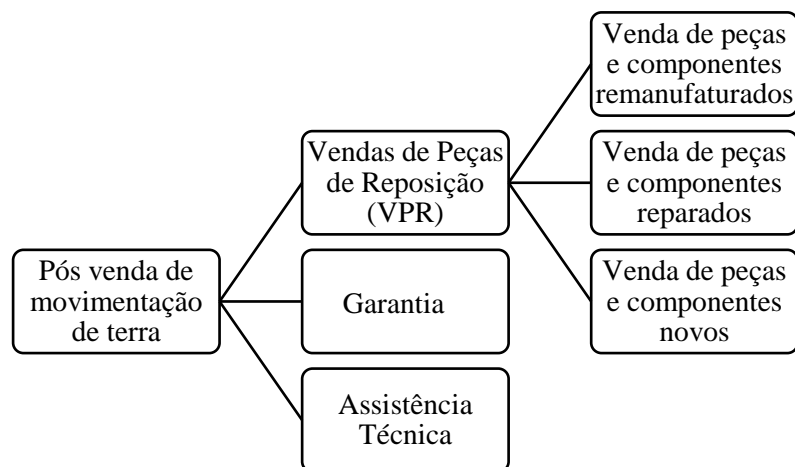 Pós venda de
movimentação
de terra
Vendas de Peças
de Reposição
(VPR)
Garantia
Assistência
Técnica
Venda de peças
e componentes
remanufaturados
Venda de peças
e componentes
reparados
Venda de peças
e componentes
novos